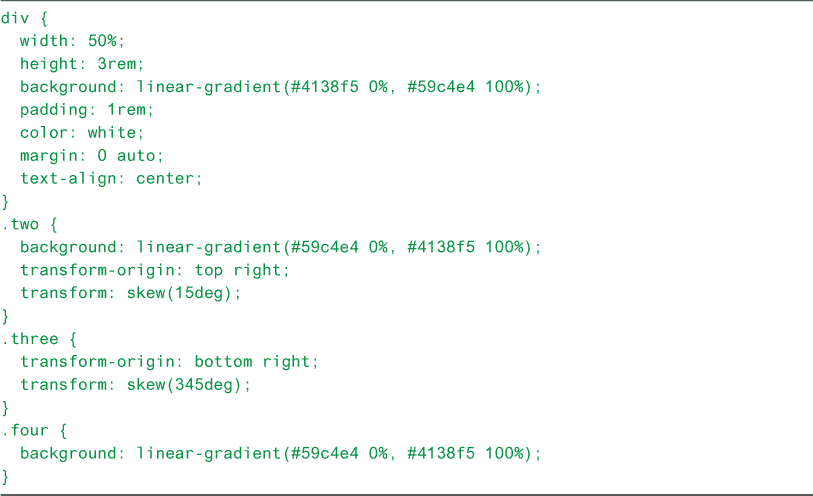 div {
  width: 50%;
  height: 3rem;
  background: linear-gradient(#4138f5 0%, #59c4e4 100%);
  padding: 1rem;
  color: white;
  margin: 0 auto;
  text-align: center;
}
.two {
  background: linear-gradient(#59c4e4 0%, #4138f5 100%);
  transform-origin: top right;
  transform: skew(15deg);
}
.three {
  transform-origin: bottom right;
  transform: skew(345deg);
}
.four {
  background: linear-gradient(#59c4e4 0%, #4138f5 100%);
}